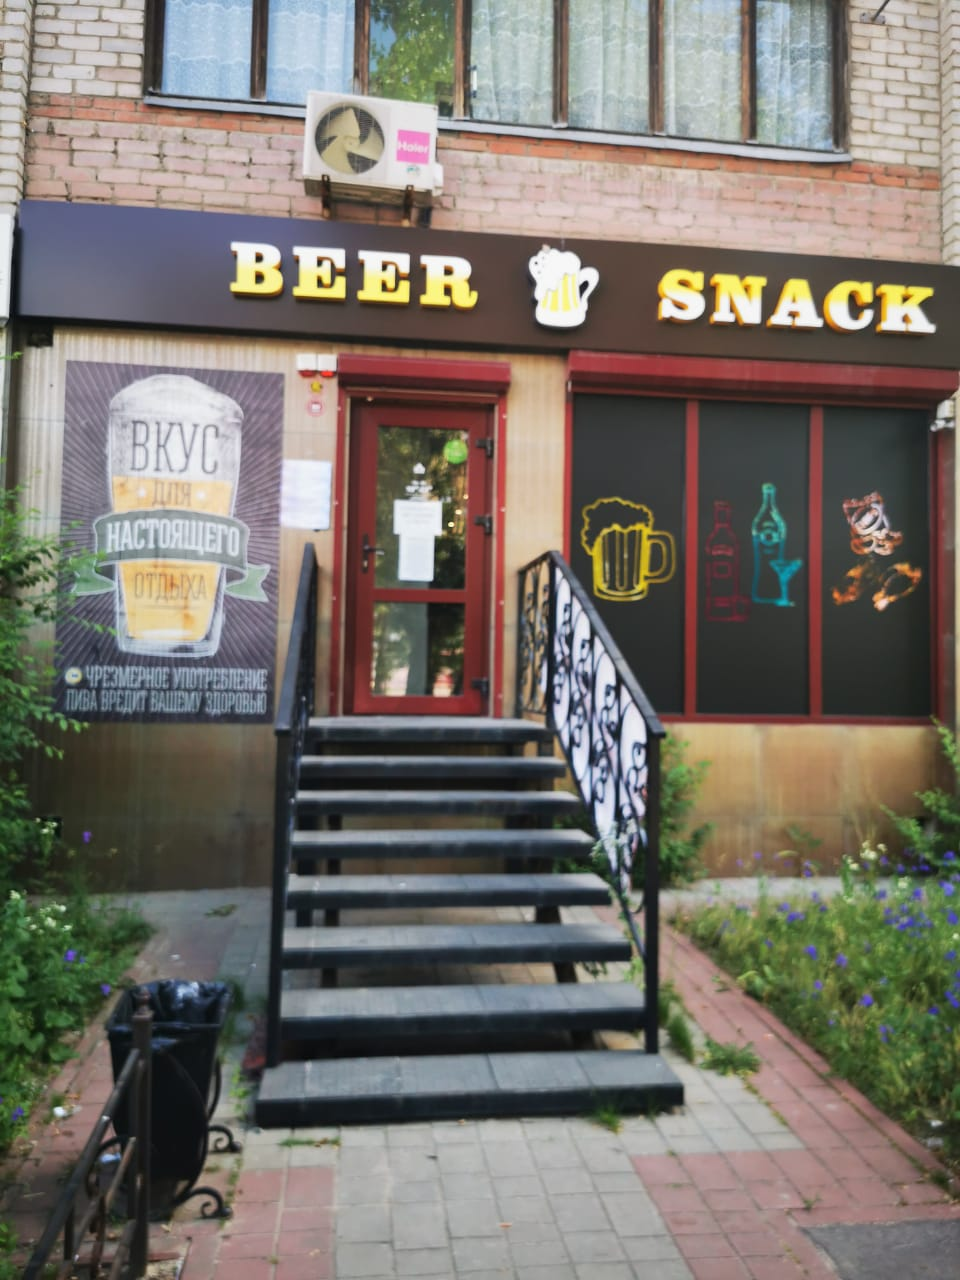 Haier
BEER SNACK
ВКУС
ДЛЯ
НАСТОЯЩЕГО
ОТДЫХА
ЧРЕЗМЕРНОЕ УПОТРЕБЛЕНИЕ
ПИВА ВРЕДИТ ВАШЕМУ ЗДОРОВЬЮ